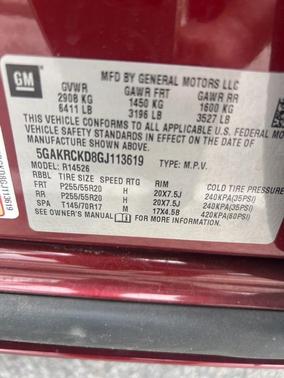 GM
MFD BY GENERAL MOTORS LLC
GVWR GAWR FRT GAWR RR
2908 KG 1450 KG 1600 KG
6411 LB 3196 LB 3527 LB
THIS VEHICLE CONFORMS TO ALL APPLICABLE
U.S. FEDERAL MOTOR VEHICLE SAFETY
STANDARDS IN EFFECT ON THE DATE OF
MANUFACTURE SHOWN ABOVE.
5GAKRCKD8GJ113619 TYPE: M.P.V.
MODEL: R14526
RBBL TIRE SIZE SPEED RTG RIM COLD TIRE PRESSURE
FRT P255/55R20 H 20X7.5J 240KPA(35PSI)
RR P255/55R20 H 20X7.5J 240KPA(35PSI)
SPA T145/70R17 M 17X4.5B 420KPA(60PSI)
SEE OWNER'S MANUAL FOR MORE INFORMATION.